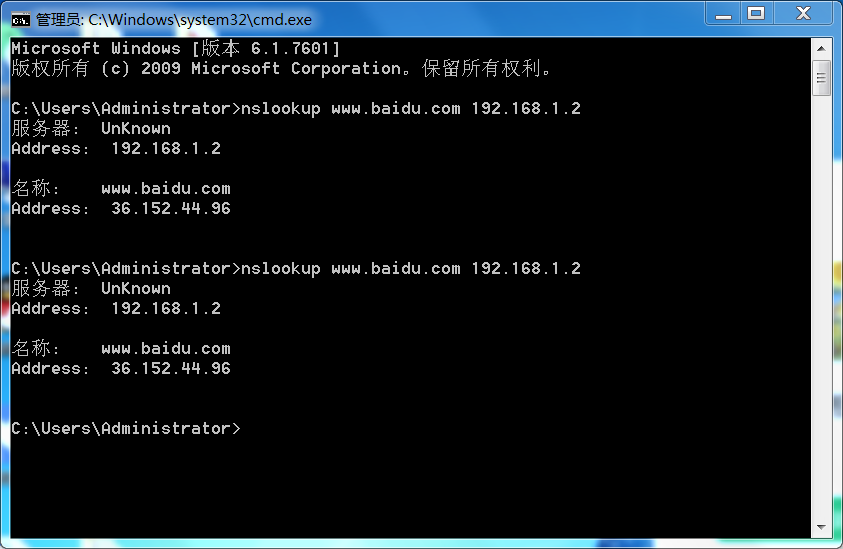 管理员: C:\Windows\system32\cmd.exe
Microsoft Windows [版本 6.1.7601]
版权所有 (c) 2009 Microsoft Corporation。保留所有权利。
C:\Users\Administrator>nslookup www.baidu.com 192.168.1.2
服务器:  UnKnown
Address:  192.168.1.2
名称:    www.baidu.com
Address:  36.152.44.96
C:\Users\Administrator>nslookup www.baidu.com 192.168.1.2
服务器:  UnKnown
Address:  192.168.1.2
名称:    www.baidu.com
Address:  36.152.44.96
C:\Users\Administrator>